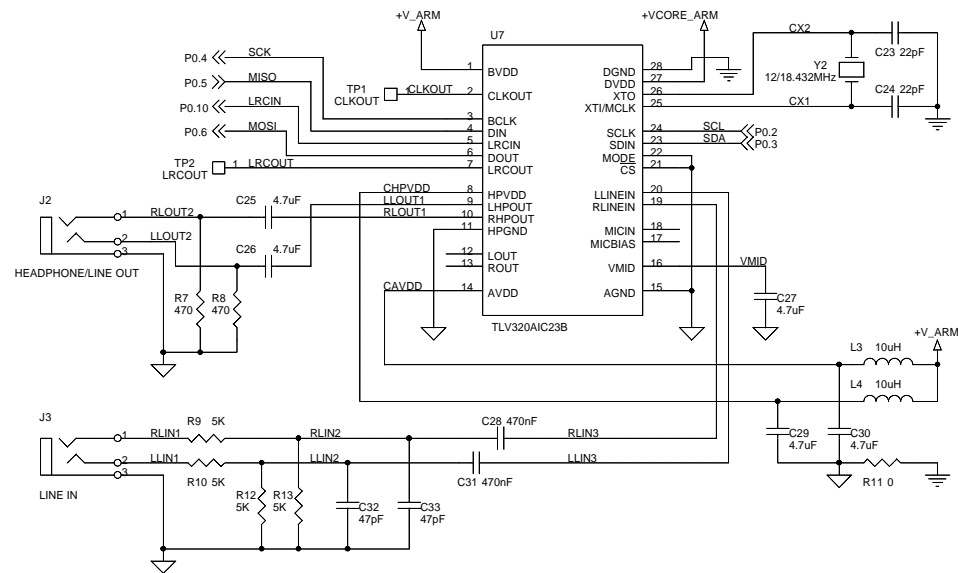 +V_ARM
+VCORE_ARM
U7
CX2
C23 22pF
Y2
12/18.432MHz
C24 22pF
CX1
P0.4
SCK
P0.5
MISO
P0.10
LRCIN
P0.6
MOSI
TP1
CLKOUT
1
CLKOUT
TP2
LRCOUT
1
LRCOUT
1
BVDD
2
CLKOUT
3
BCLK
4
DIN
5
LRCIN
6
DOUT
7
LRCOUT
8
HPVDD
9
LHPOUT
10
RHPOUT
11
HPGND
12
LOUT
13
ROUT
14
AVDD
DGND
28
DVDD
27
XTO
26
XTI/MCLK
25
SCLK
24
SDIN
23
MODE
22
CS
21
LLINEIN
20
RLINEIN
19
MICIN
18
MICBIAS
17
VMID
16
AGND
15
TLV320AIC23B
SCL
P0.2
SDA
P0.3
CHPVDD
LLOUT1
RLOUT1
CAVDD
J2
1
RLOUT2
2
LLOUT2
3
HEADPHONE/LINE OUT
C25
4.7uF
C26
4.7uF
R7
470
R8
470
VMID
C27
4.7uF
+V_ARM
L3
10uH
L4
10uH
C29
4.7uF
C30
4.7uF
R11 0
J3
1
RLIN1
R9
5K
RLIN2
C28 470nF
RLIN3
2
LLIN1
R10 5K
LLIN2
C31 470nF
LLIN3
3
LINE IN
R12
5K
R13
5K
C32
47pF
C33
47pF